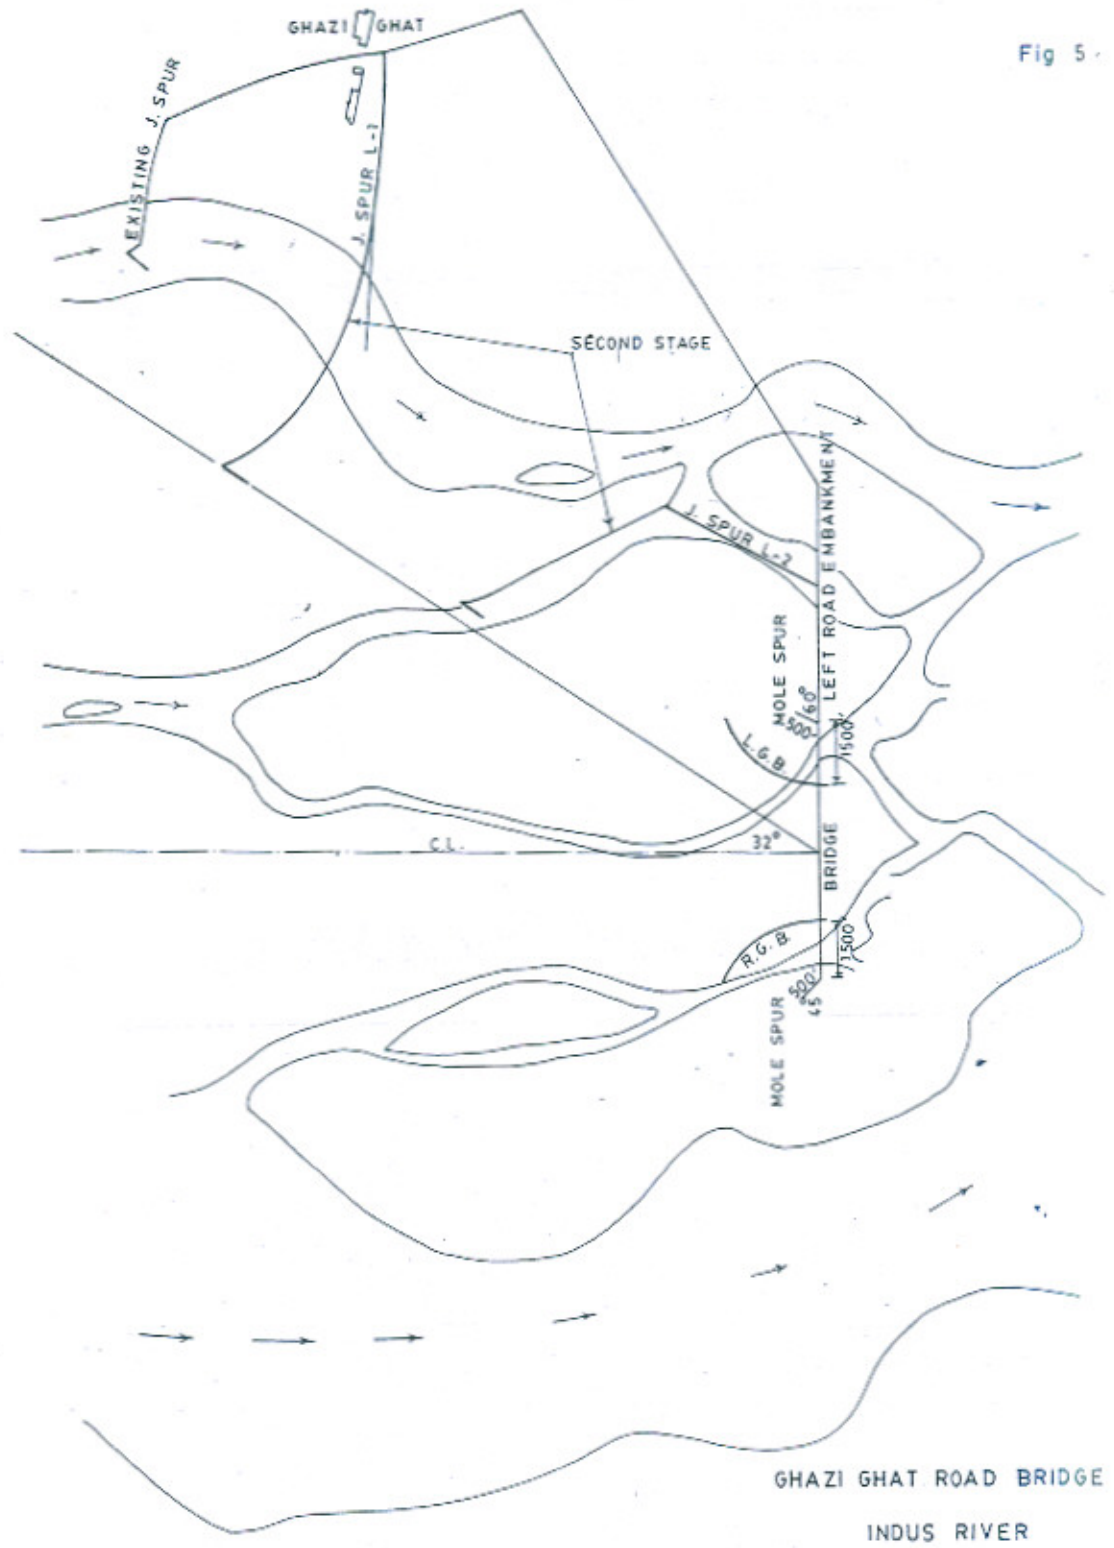 GHAZI GHAT
Fig 5
EXISTING J. SPUR
J. SPUR L-1
SECOND STAGE
J. SPUR L-2
LEFT ROAD EMBANKMENT
MOLE SPUR
500
60°
L.G.B.
1500
C.L.
32°
BRIDGE
R.G.B.
1500
500
45°
MOLE SPUR
GHAZI GHAT ROAD BRIDGE
INDUS RIVER